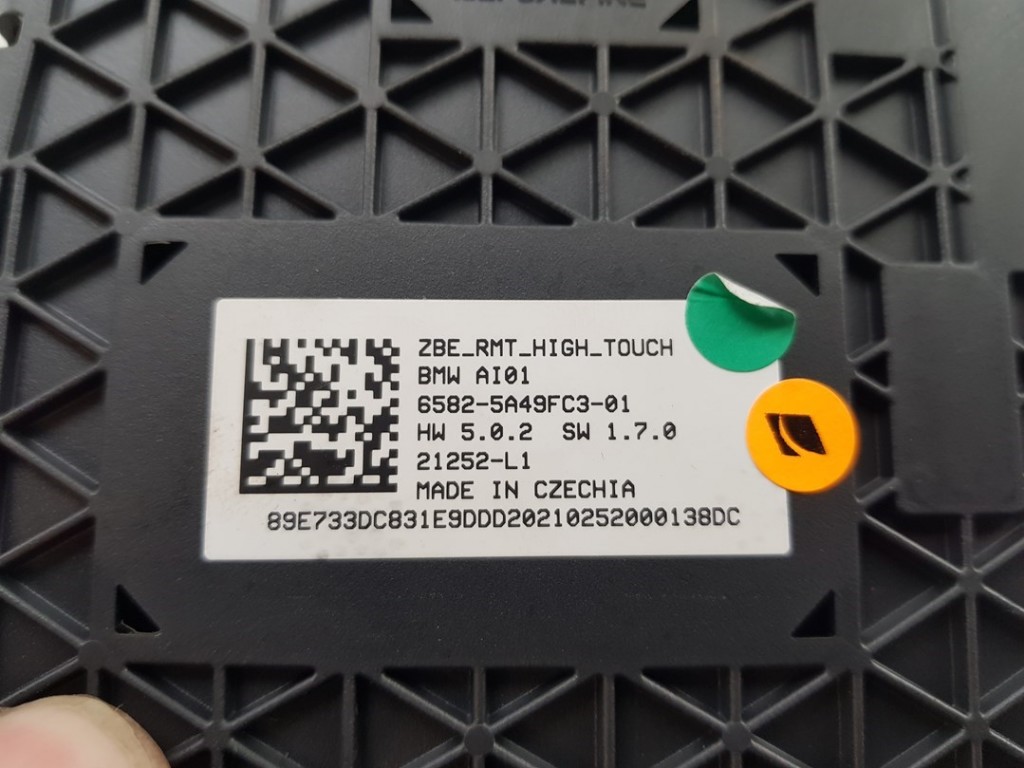 ZBE_RMT_HIGH_TOUCH
BMW AI01
6582-5A49FC3-01
HW 5.0.2 SW 1.7.0
21252-L1
MADE IN CZECHIA
89E733DC831E9DDD20210252000138DC